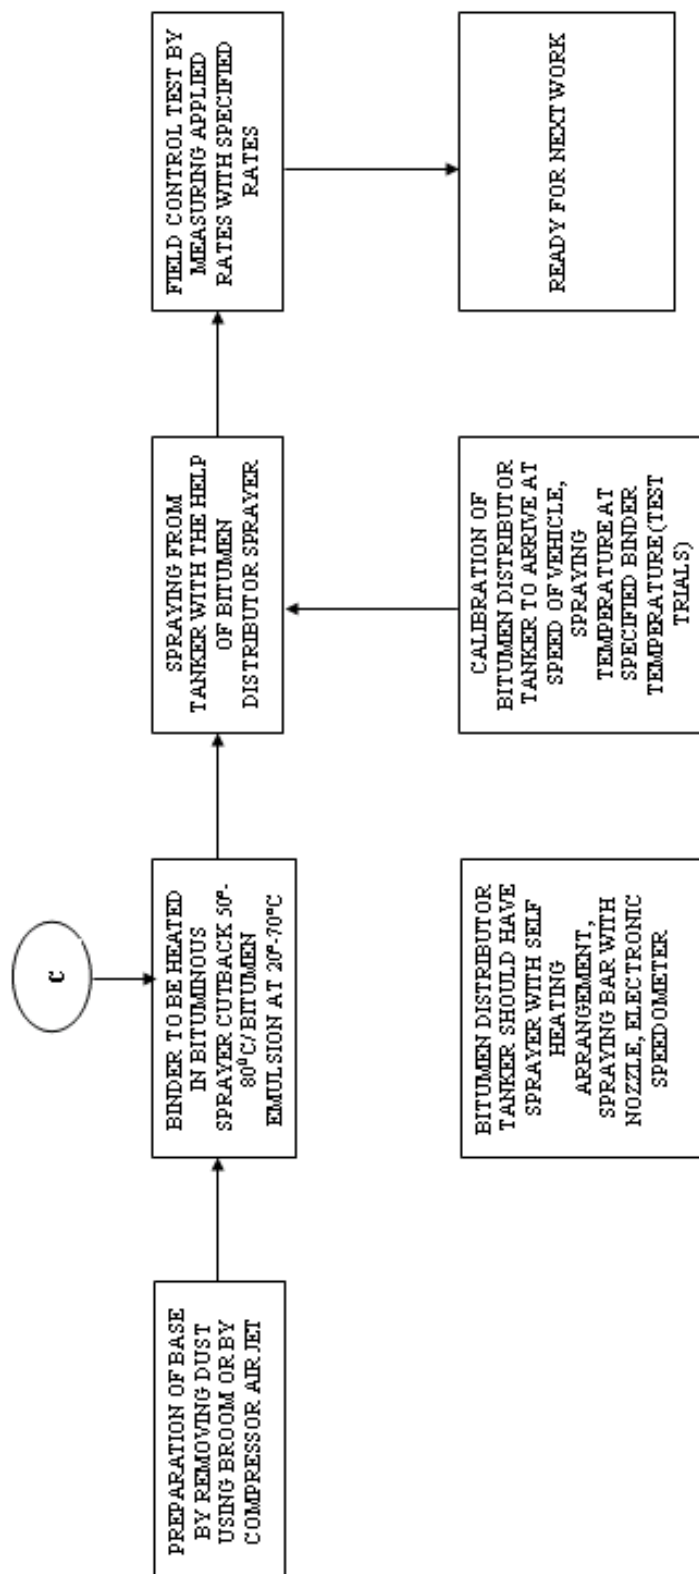 C
PREPARATION OF BASE
BY REMOVING DUST
USING BROOM OR BY
COMPRESSOR AIR JET
BINDER TO BE HEATED
IN BITUMINOUS
SPRAYER CUTBACK 50°-
80°C/ BITUMEN
EMULSION AT 20°-70°C
SPRAYING FROM
TANKER WITH THE HELP
OF BITUMEN
DISTRIBUTOR SPRAYER
FIELD CONTROL TEST BY
MEASURING APPLIED
RATES WITH SPECIFIED
RATES
BITUMEN DISTRIBUTOR
TANKER SHOULD HAVE
SPRAYER WITH SELF
HEATING
ARRANGEMENT,
SPRAYING BAR WITH
NOZZLE, ELECTRONIC
SPEEDOMETER
CALIBRATION OF
BITUMEN DISTRIBUTOR
TANKER TO ARRIVE AT
SPEED OF VEHICLE,
SPRAYING
TEMPERATURE AT
SPECIFIED BINDER
TEMPERATURE (TEST
TRIALS)
READY FOR NEXT WORK